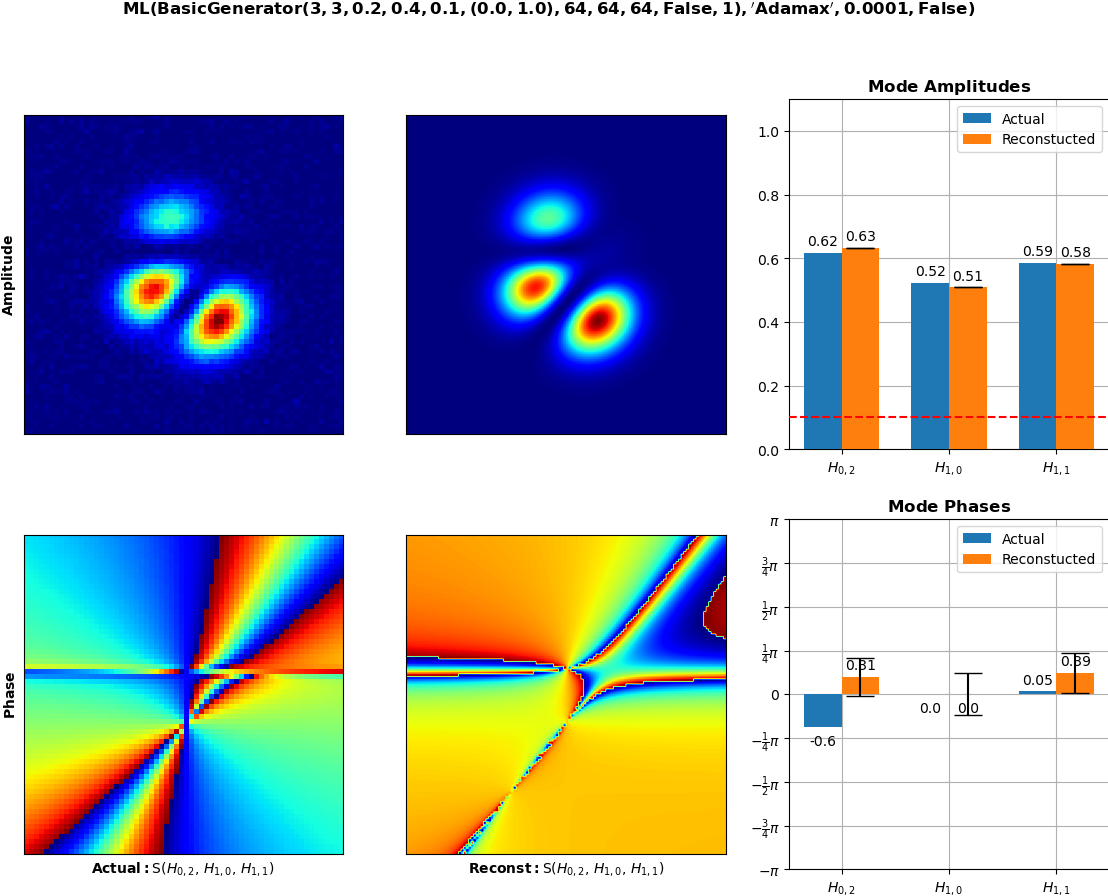 ML(BasicGenerator(3, 3, 0.2, 0.4, 0.1, (0.0, 1.0), 64, 64, 64, False, 1), ′Adamax′, 0.0001, False)
Amplitude
Mode Amplitudes
Actual
Reconstucted
1.0
0.8
0.6
0.4
0.2
0.0
0.62
0.63
0.52
0.51
0.59
0.58
H0, 2
H1, 0
H1, 1
Phase
Actual: S(H0, 2, H1, 0, H1, 1)
Reconst: S(H0, 2, H1, 0, H1, 1)
Mode Phases
Actual
Reconstucted
π
3/4π
1/2π
1/4π
0
−1/4π
−1/2π
−3/4π
−π
-0.6
0.31
0.0
0.0
0.05
0.39
H0, 2
H1, 0
H1, 1